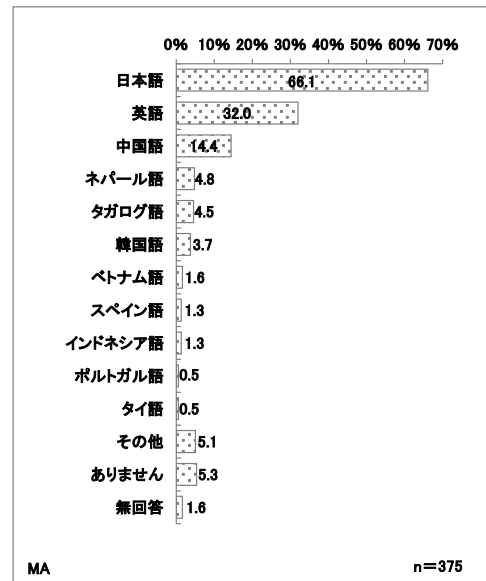 0% 10% 20% 30% 40% 50% 60% 70%
日本語 66.1
英語 32.0
中国語 14.4
ネパール語 4.8
タガログ語 4.5
韓国語 3.7
ベトナム語 1.6
スペイン語 1.3
インドネシア語 1.3
ポルトガル語 0.5
タイ語 0.5
その他 5.1
ありません 5.3
無回答 1.6
MA n=375